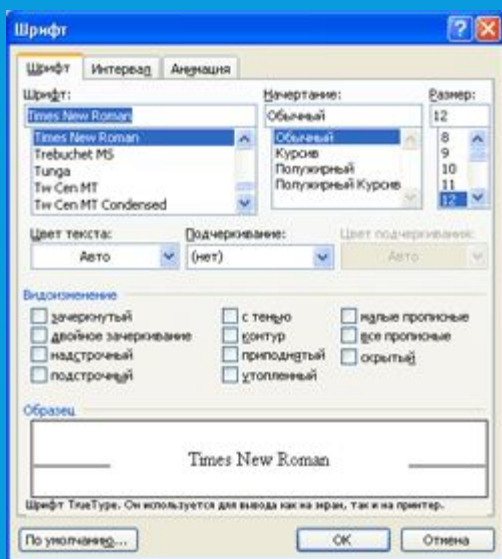 Шрифт
Шрифт Интервал Анимация
Шрифт: Начертание: Размер:
Times New Roman Обычный 12
Times New Roman Обычный 8
Trebuchet MS Курсив 9
Tunga Полужирный 10
Tw Cen MT Полужирный Курсив 11
Tw Cen MT Condensed 12
Цвет текста: Подчеркивание: Цвет подчеркивания:
Авто (нет) Авто
Видоизменение
зачеркнутый с тенью малые прописные
двойное зачеркивание контур все прописные
надстрочный приподнятый скрытый
подстрочный утопленный
Образец
Times New Roman
Шрифт TrueType. Он используется для вывода как на экран, так и на принтер.
По умолчанию... ОК Отмена